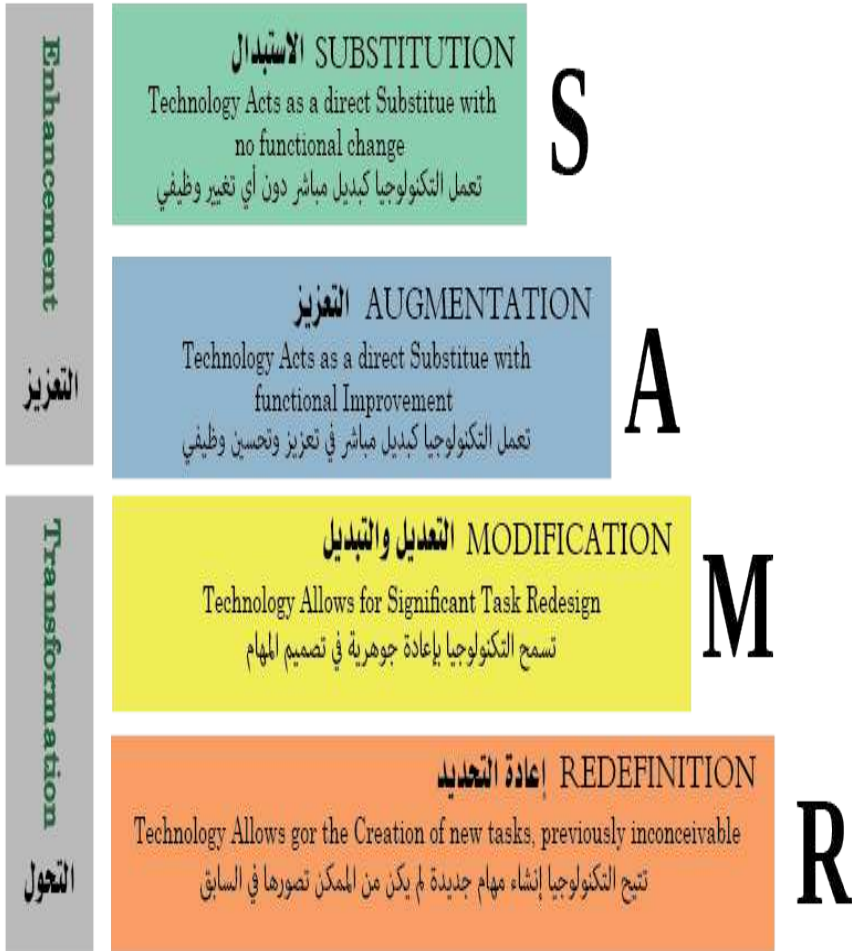 Enhancement
التعزيز
الاستبدال SUBSTITUTION
Technology Acts as a direct Substitue with
no functional change
تعمل التكنولوجيا كبديل مباشر دون أي تغيير وظيفي
S
التعزيز AUGMENTATION
Technology Acts as a direct Substitue with
functional Improvement
تعمل التكنولوجيا كبديل مباشر في تعزيز وتحسين وظيفي
A
Transformation
التحول
التعديل والتبديل MODIFICATION
Technology Allows for Significant Task Redesign
تسمح التكنولوجيا بإعادة جوهرية في تصميم المهام
M
إعادة التحديد REDEFINITION
Technology Allows gor the Creation of new tasks, previously inconceivable
تتيح التكنولوجيا إنشاء مهام جديدة لم يكن من الممكن تصورها في السابق
R